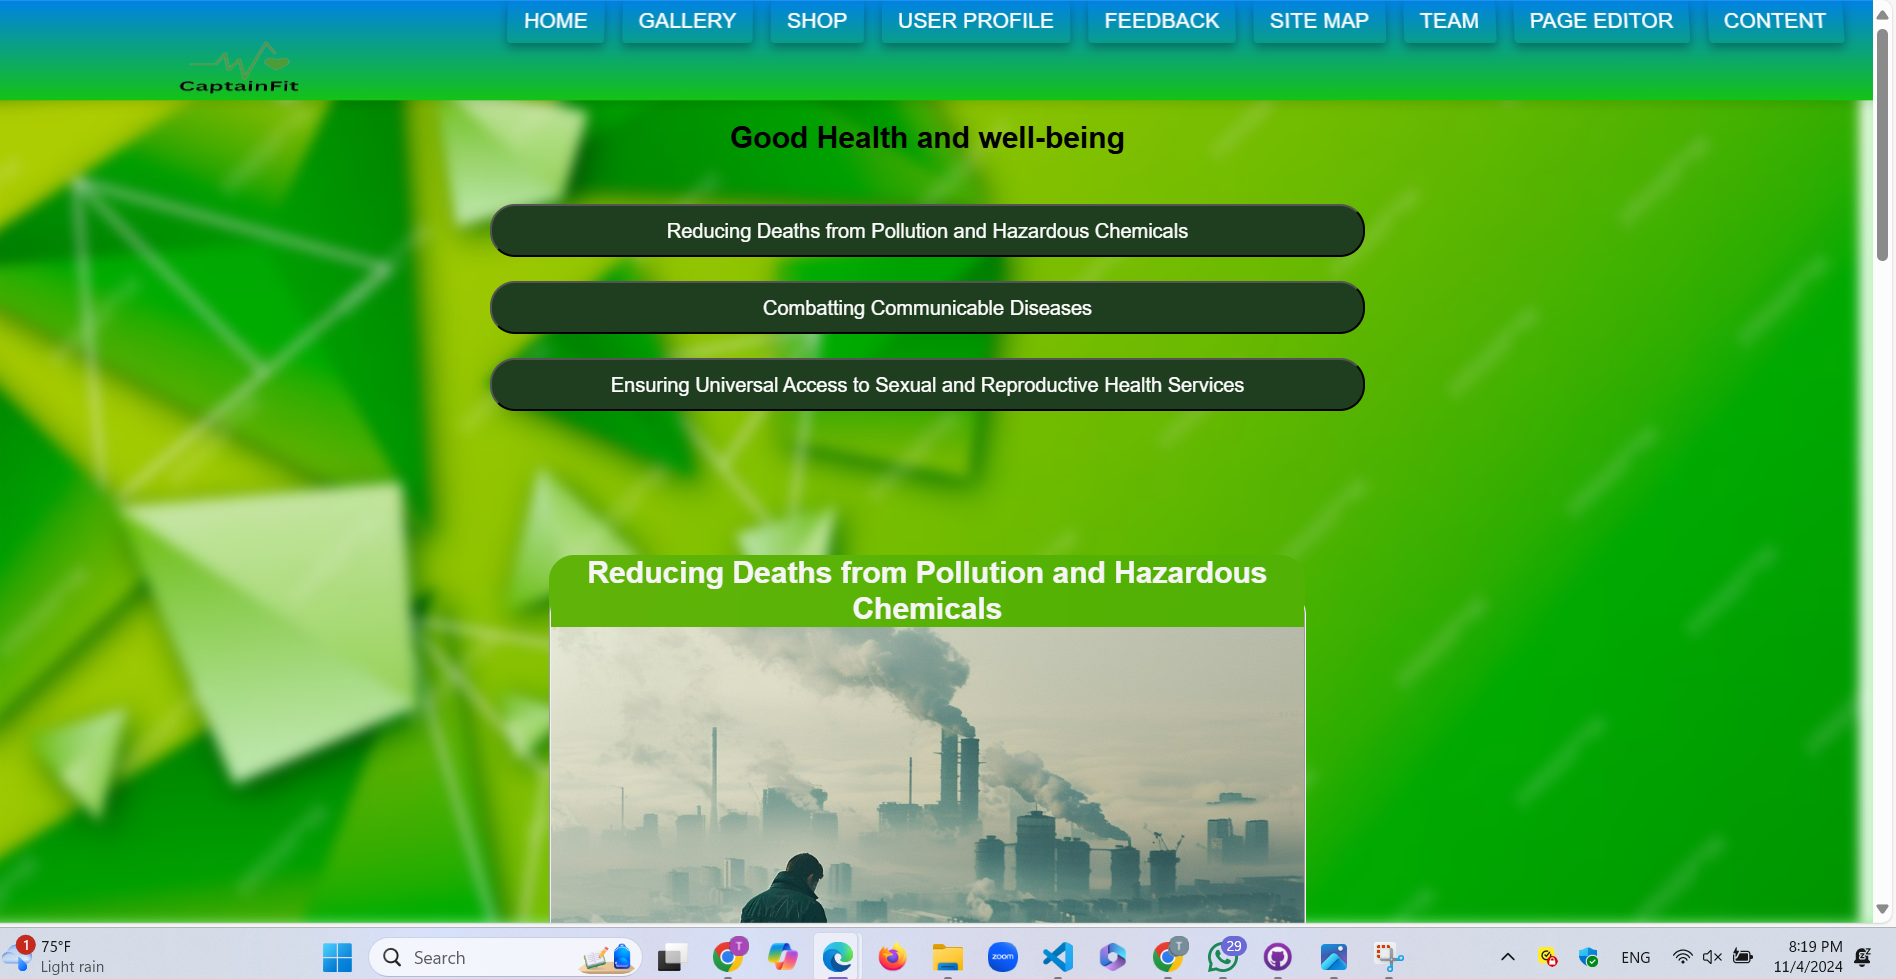 HOME GALLERY SHOP USER PROFILE FEEDBACK SITE MAP TEAM PAGE EDITOR CONTENT
CaptainFit
Good Health and well-being
Reducing Deaths from Pollution and Hazardous Chemicals
Combatting Communicable Diseases
Ensuring Universal Access to Sexual and Reproductive Health Services
Reducing Deaths from Pollution and Hazardous
Chemicals
1 75°F
Light rain
Search
T
zoom
T
29
ENG
8:19 PM
11/4/2024